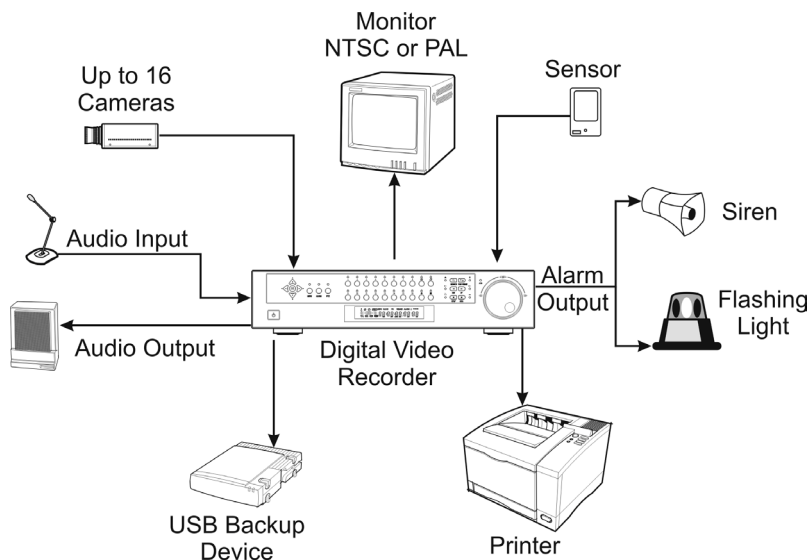 Monitor
NTSC or PAL
Up to 16
Cameras
Sensor
Audio Input
Siren
Alarm
Output
Flashing
Light
Audio Output
Digital Video
Recorder
USB Backup
Device
Printer